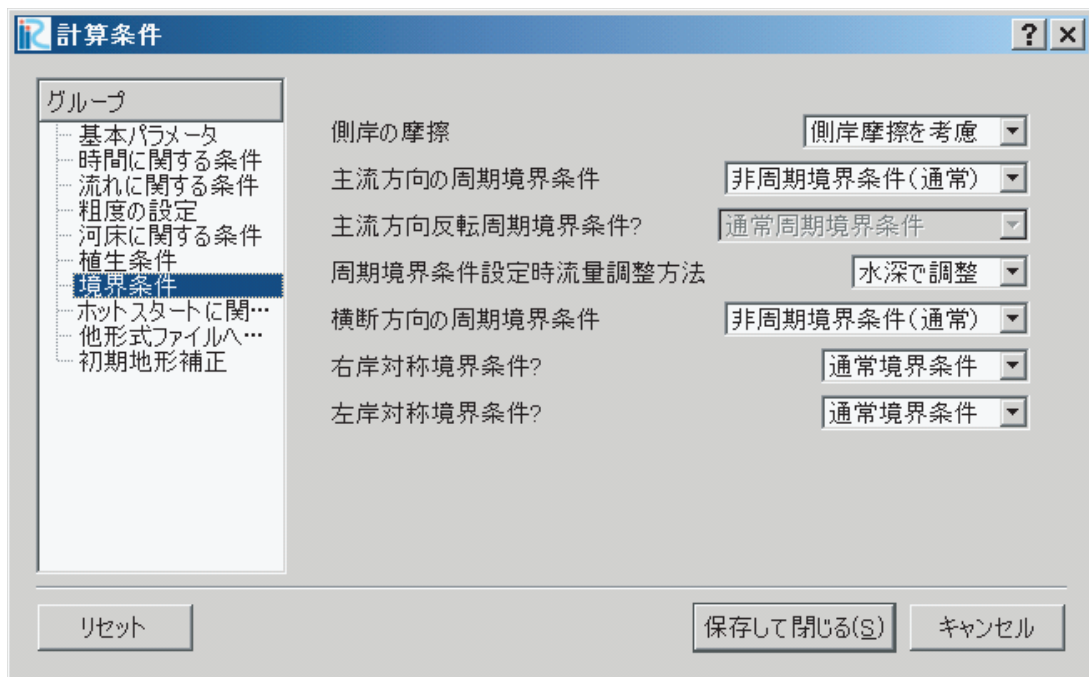 iRC 計算条件
グループ
基本パラメータ
時間に関する条件
流れに関する条件
粗度の設定
河床に関する条件
植生条件
境界条件
ホットスタートに関…
他形式ファイルへ…
初期地形補正
側岸の摩擦 側岸摩擦を考慮
主流方向の周期境界条件 非周期境界条件(通常)
主流方向反転周期境界条件? 通常周期境界条件
周期境界条件設定時流量調整方法 水深で調整
横断方向の周期境界条件 非周期境界条件(通常)
右岸対称境界条件? 通常境界条件
左岸対称境界条件? 通常境界条件
リセット 保存して閉じる(S) キャンセル